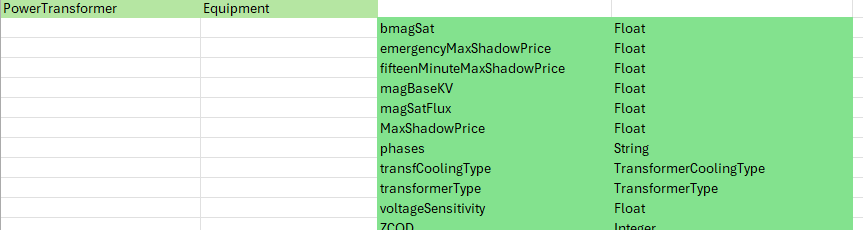 PowerTransformer Equipment
bmagSat Float
emergencyMaxShadowPrice Float
fifteenMinuteMaxShadowPrice Float
magBaseKV Float
magSatFlux Float
MaxShadowPrice Float
phases String
transfCoolingType TransformerCoolingType
transformerType TransformerType
voltageSensitivity Float
ZCOD Integer